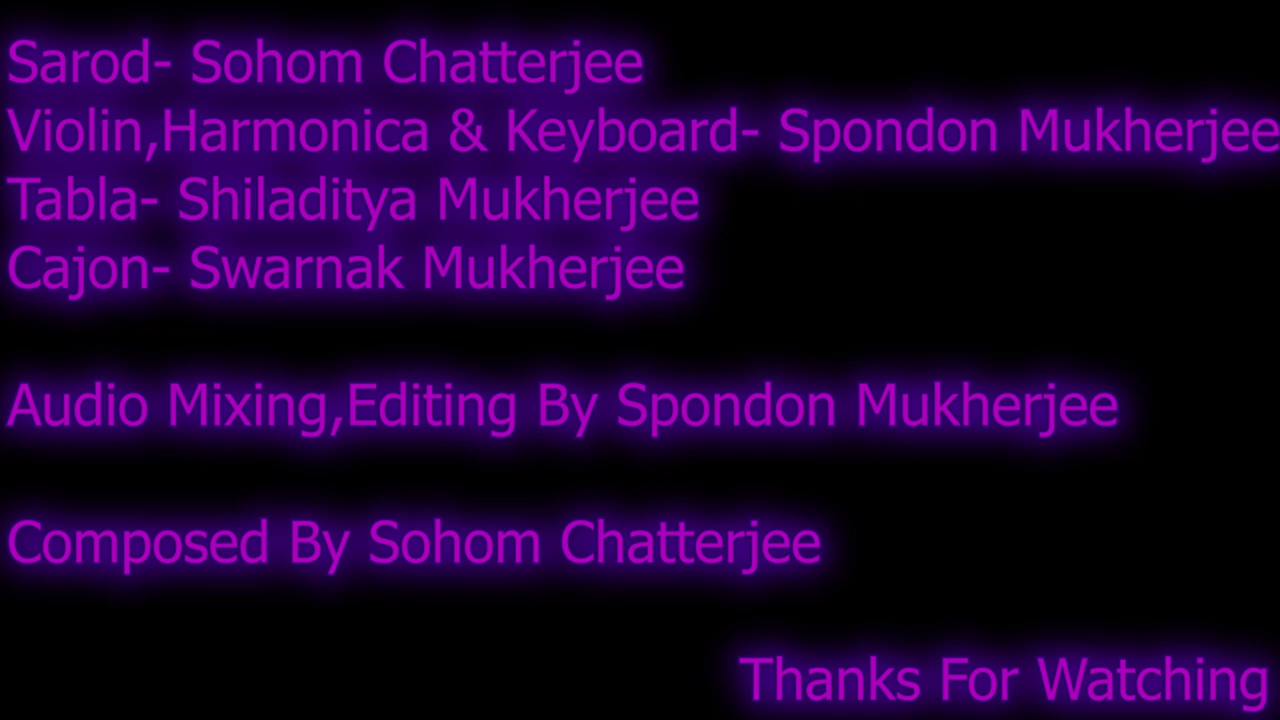 Sarod- Sohom Chatterjee
Violin,Harmonica & Keyboard- Spondon Mukherjee
Tabla- Shiladitya Mukherjee
Cajon- Swarnak Mukherjee
Audio Mixing,Editing By Spondon Mukherjee
Composed By Sohom Chatterjee
Thanks For Watching